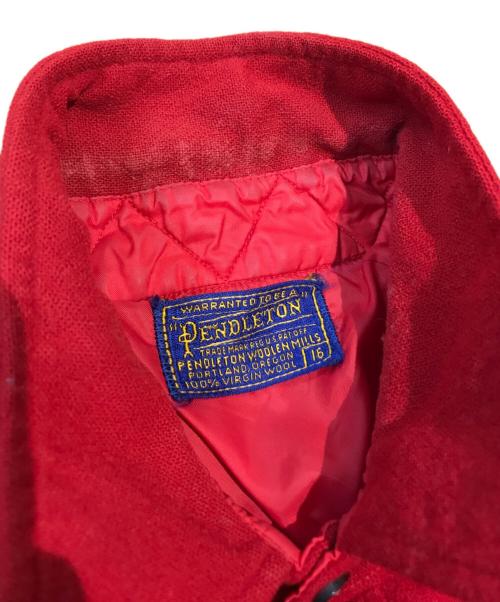 WARRANTED TO BE A
"PENDLETON"
TRADE MARK REG U.S. PAT. OFF.
PENDLETON WOOLEN MILLS
PORTLAND, OREGON
100% VIRGIN WOOL
16